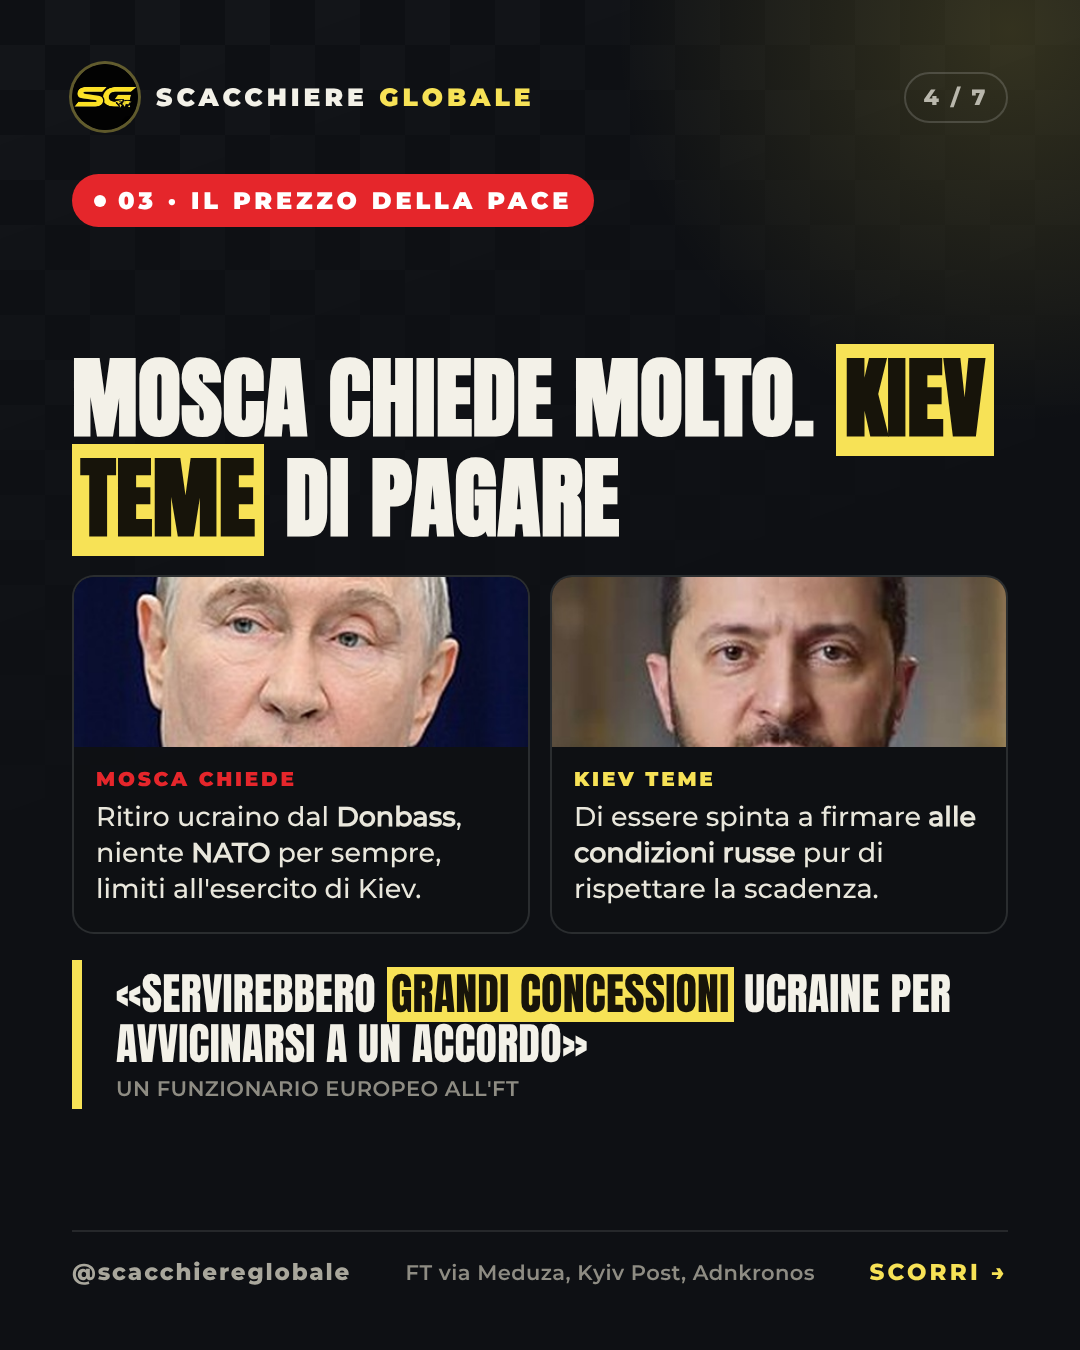 SG
SCACCHIERE GLOBALE
4 / 7
03 · IL PREZZO DELLA PACE
MOSCA CHIEDE MOLTO. KIEV
TEME DI PAGARE
MOSCA CHIEDE
Ritiro ucraino dal Donbass,
niente NATO per sempre,
limiti all'esercito di Kiev.
KIEV TEME
Di essere spinta a firmare alle
condizioni russe pur di
rispettare la scadenza.
«SERVIREBBERO GRANDI CONCESSIONI UCRAINE PER
AVVICINARSI A UN ACCORDO»
UN FUNZIONARIO EUROPEO ALL'FT
@scacchiereglobale
FT via Meduza, Kyiv Post, Adnkronos
SCORRI →